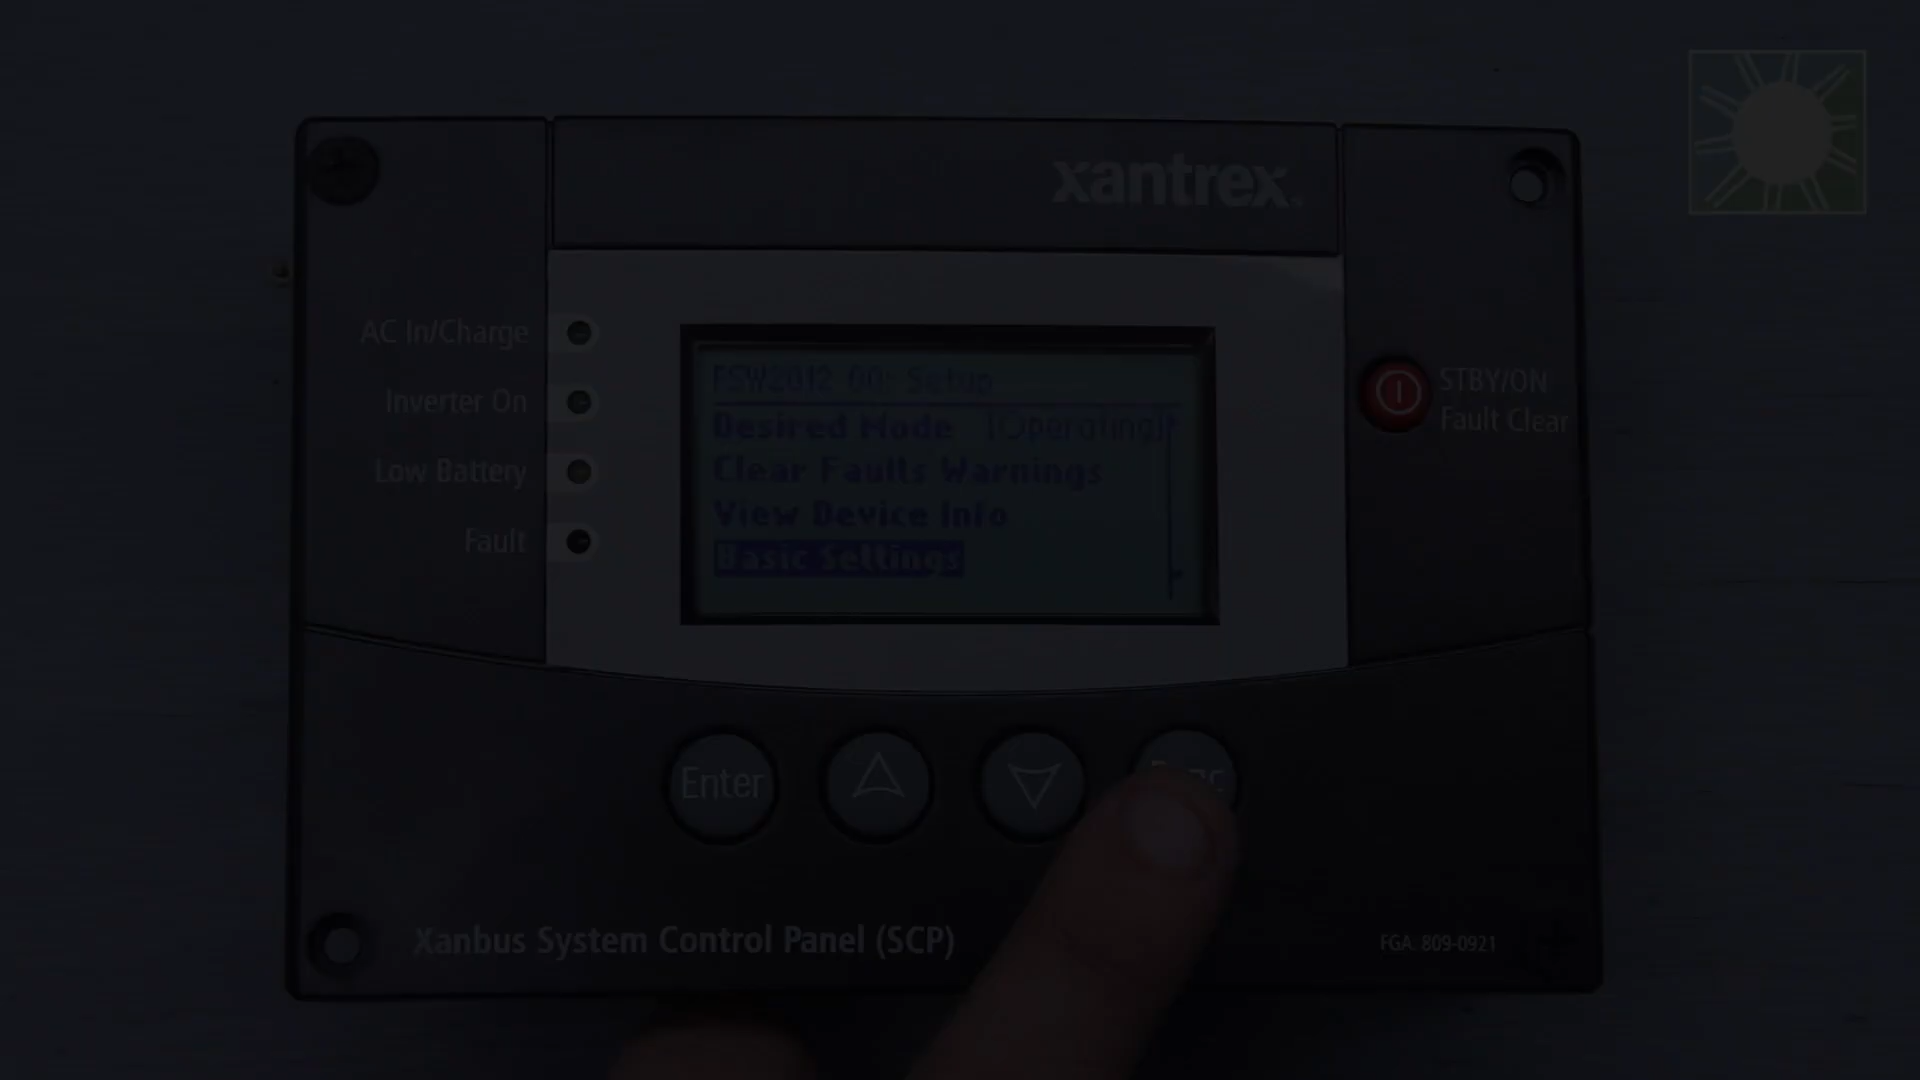 xantrex
AC In/Charge
Inverter On
Low Battery
Fault
FSW2012 00: Setup
Desired Mode [Operating]
Clear Faults Warnings
View Device Info
Basic Settings
STBY/ON
Fault Clear
Enter
Xanbus System Control Panel (SCP)
FGA. 809-0921